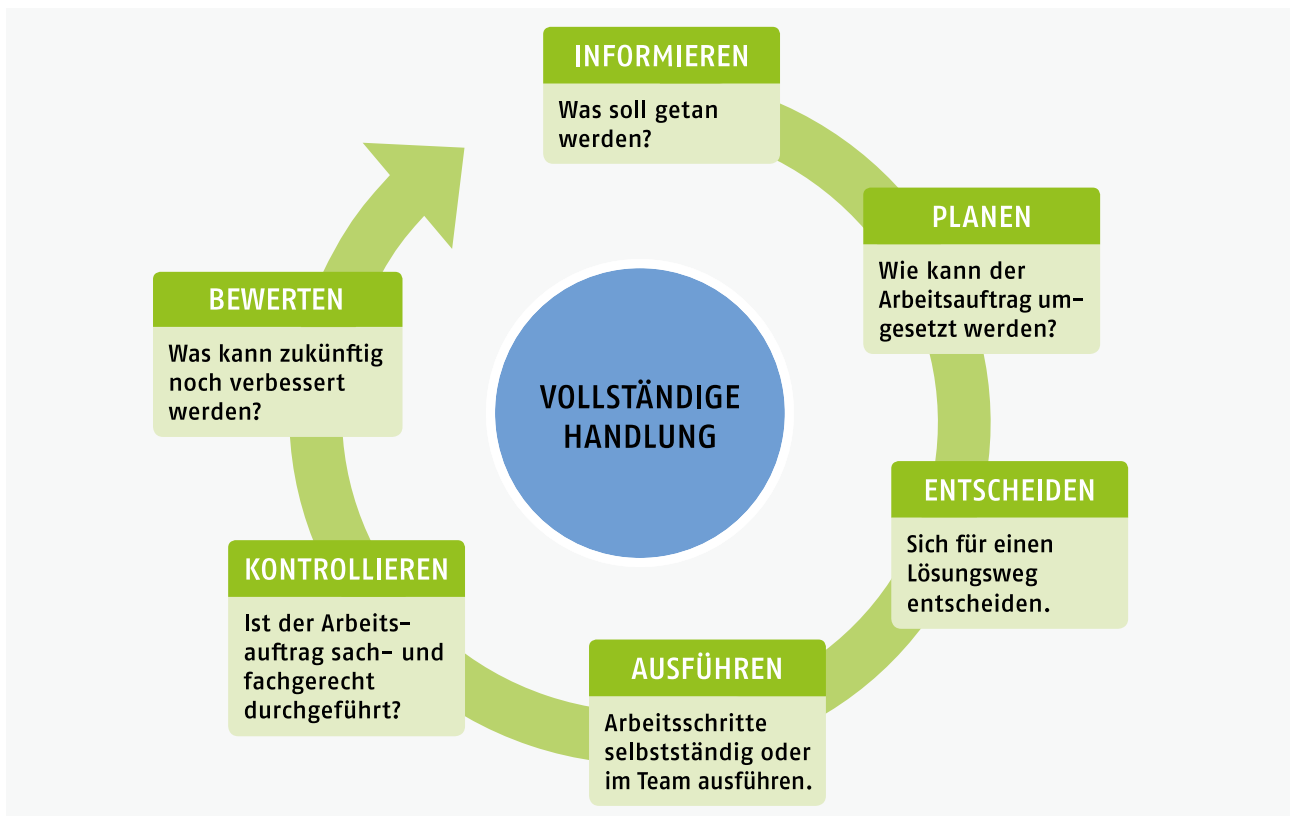 INFORMIEREN
Was soll getan
werden?
PLANEN
Wie kann der
Arbeitsauftrag um-
gesetzt werden?
ENTSCHEIDEN
Sich für einen
Lösungsweg
entscheiden.
AUSFÜHREN
Arbeitsschritte
selbstständig oder
im Team ausführen.
KONTROLLIEREN
Ist der Arbeits-
auftrag sach- und
fachgerecht
durchgeführt?
BEWERTEN
Was kann zukünftig
noch verbessert
werden?
VOLLSTÄNDIGE
HANDLUNG